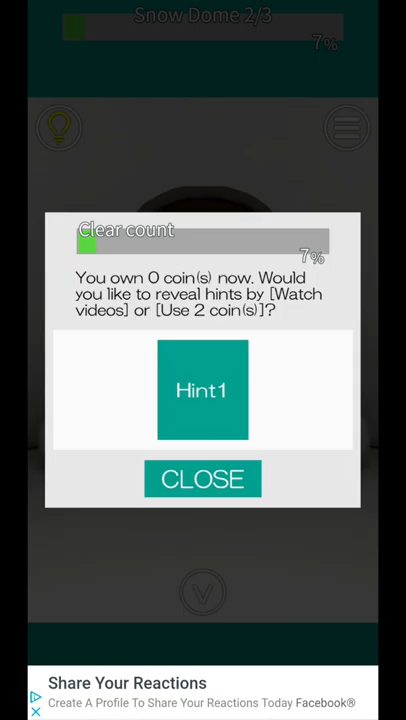 Snow Dome 2/3
7%
Clear count
7%
You own 0 coin(s) now. Would
you like to reveal hints by [Watch
videos] or [Use 2 coin(s)]?
Hint1
CLOSE
Share Your Reactions
Create A Profile To Share Your Reactions Today Facebook®